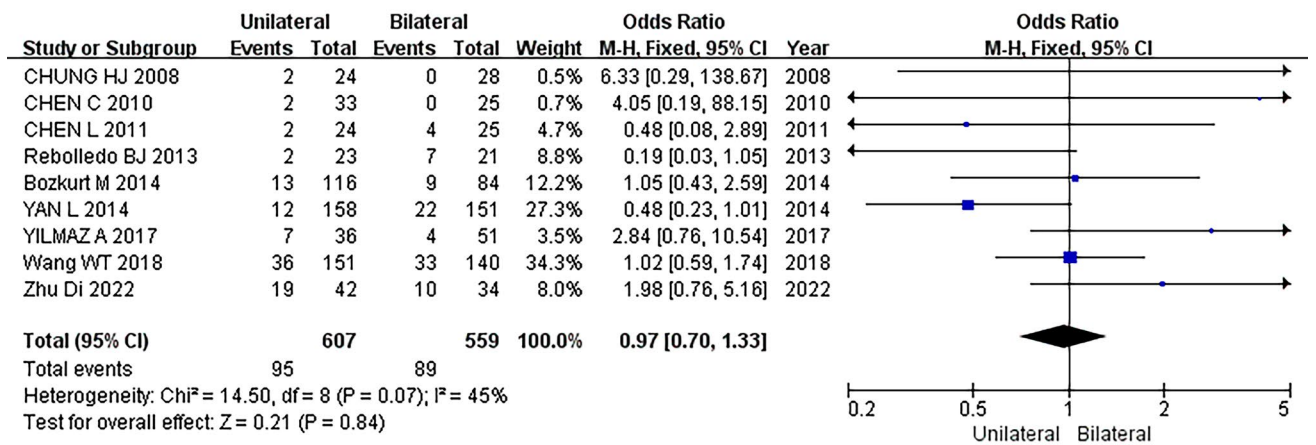 Unilateral Bilateral Odds Ratio Odds Ratio
Study or Subgroup Events Total Events Total Weight M-H, Fixed, 95% CI Year M-H, Fixed, 95% CI
CHUNG HJ 2008 2 24 0 28 0.5% 6.33 [0.29, 138.67] 2008
CHEN C 2010 2 33 0 25 0.7% 4.05 [0.19, 88.15] 2010
CHEN L 2011 2 24 4 25 4.7% 0.48 [0.08, 2.89] 2011
Rebolledo BJ 2013 2 23 7 21 8.8% 0.19 [0.03, 1.05] 2013
Bozkurt M 2014 13 116 9 84 12.2% 1.05 [0.43, 2.59] 2014
YAN L 2014 12 158 22 151 27.3% 0.48 [0.23, 1.01] 2014
YILMAZ A 2017 7 36 4 51 3.5% 2.84 [0.76, 10.54] 2017
Wang WT 2018 36 151 33 140 34.3% 1.02 [0.59, 1.74] 2018
Zhu Di 2022 19 42 10 34 8.0% 1.98 [0.76, 5.16] 2022
Total (95% CI) 607 559 100.0% 0.97 [0.70, 1.33]
Total events 95 89
Heterogeneity: Chi² = 14.50, df = 8 (P = 0.07); I² = 45%
Test for overall effect: Z = 0.21 (P = 0.84)
0.2 0.5 1 2 5
Unilateral Bilateral